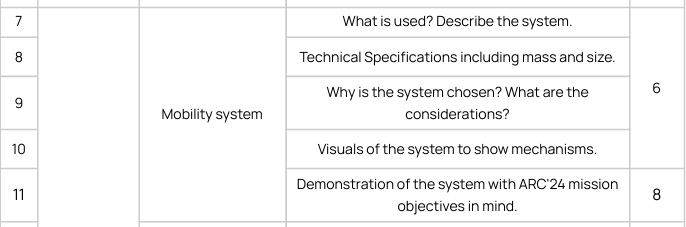 7
What is used? Describe the system.
8
Technical Specifications including mass and size.
9
Why is the system chosen? What are the
considerations?
6
Mobility system
10
Visuals of the system to show mechanisms.
11
Demonstration of the system with ARC'24 mission
objectives in mind.
8